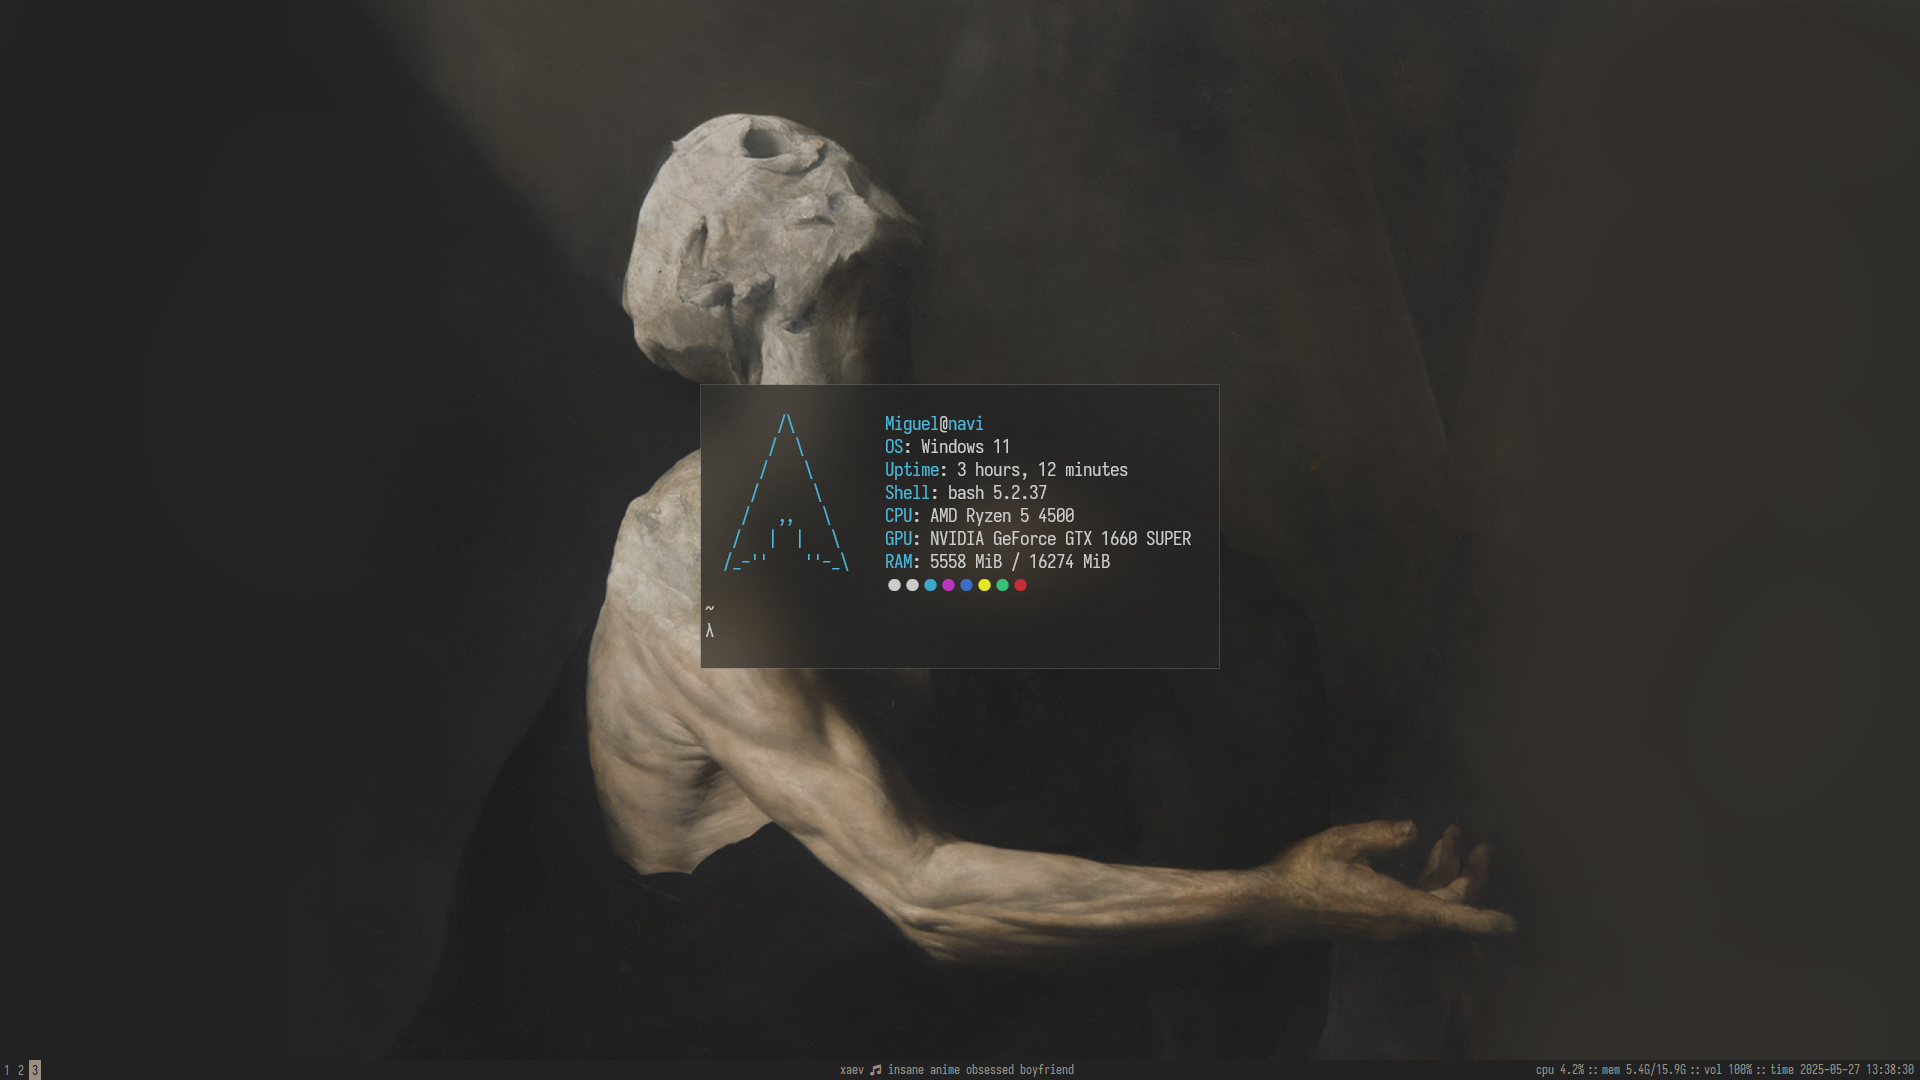 Miguel@navi
OS: Windows 11
Uptime: 3 hours, 12 minutes
Shell: bash 5.2.37
CPU: AMD Ryzen 5 4500
GPU: NVIDIA GeForce GTX 1660 SUPER
RAM: 5558 MiB / 16274 MiB
~
λ
1 2 3
xaev 🎵 insane anime obsessed boyfriend
cpu 4.2% :: mem 5.4G/15.9G :: vol 100% :: time 2025-05-27 13:38:30